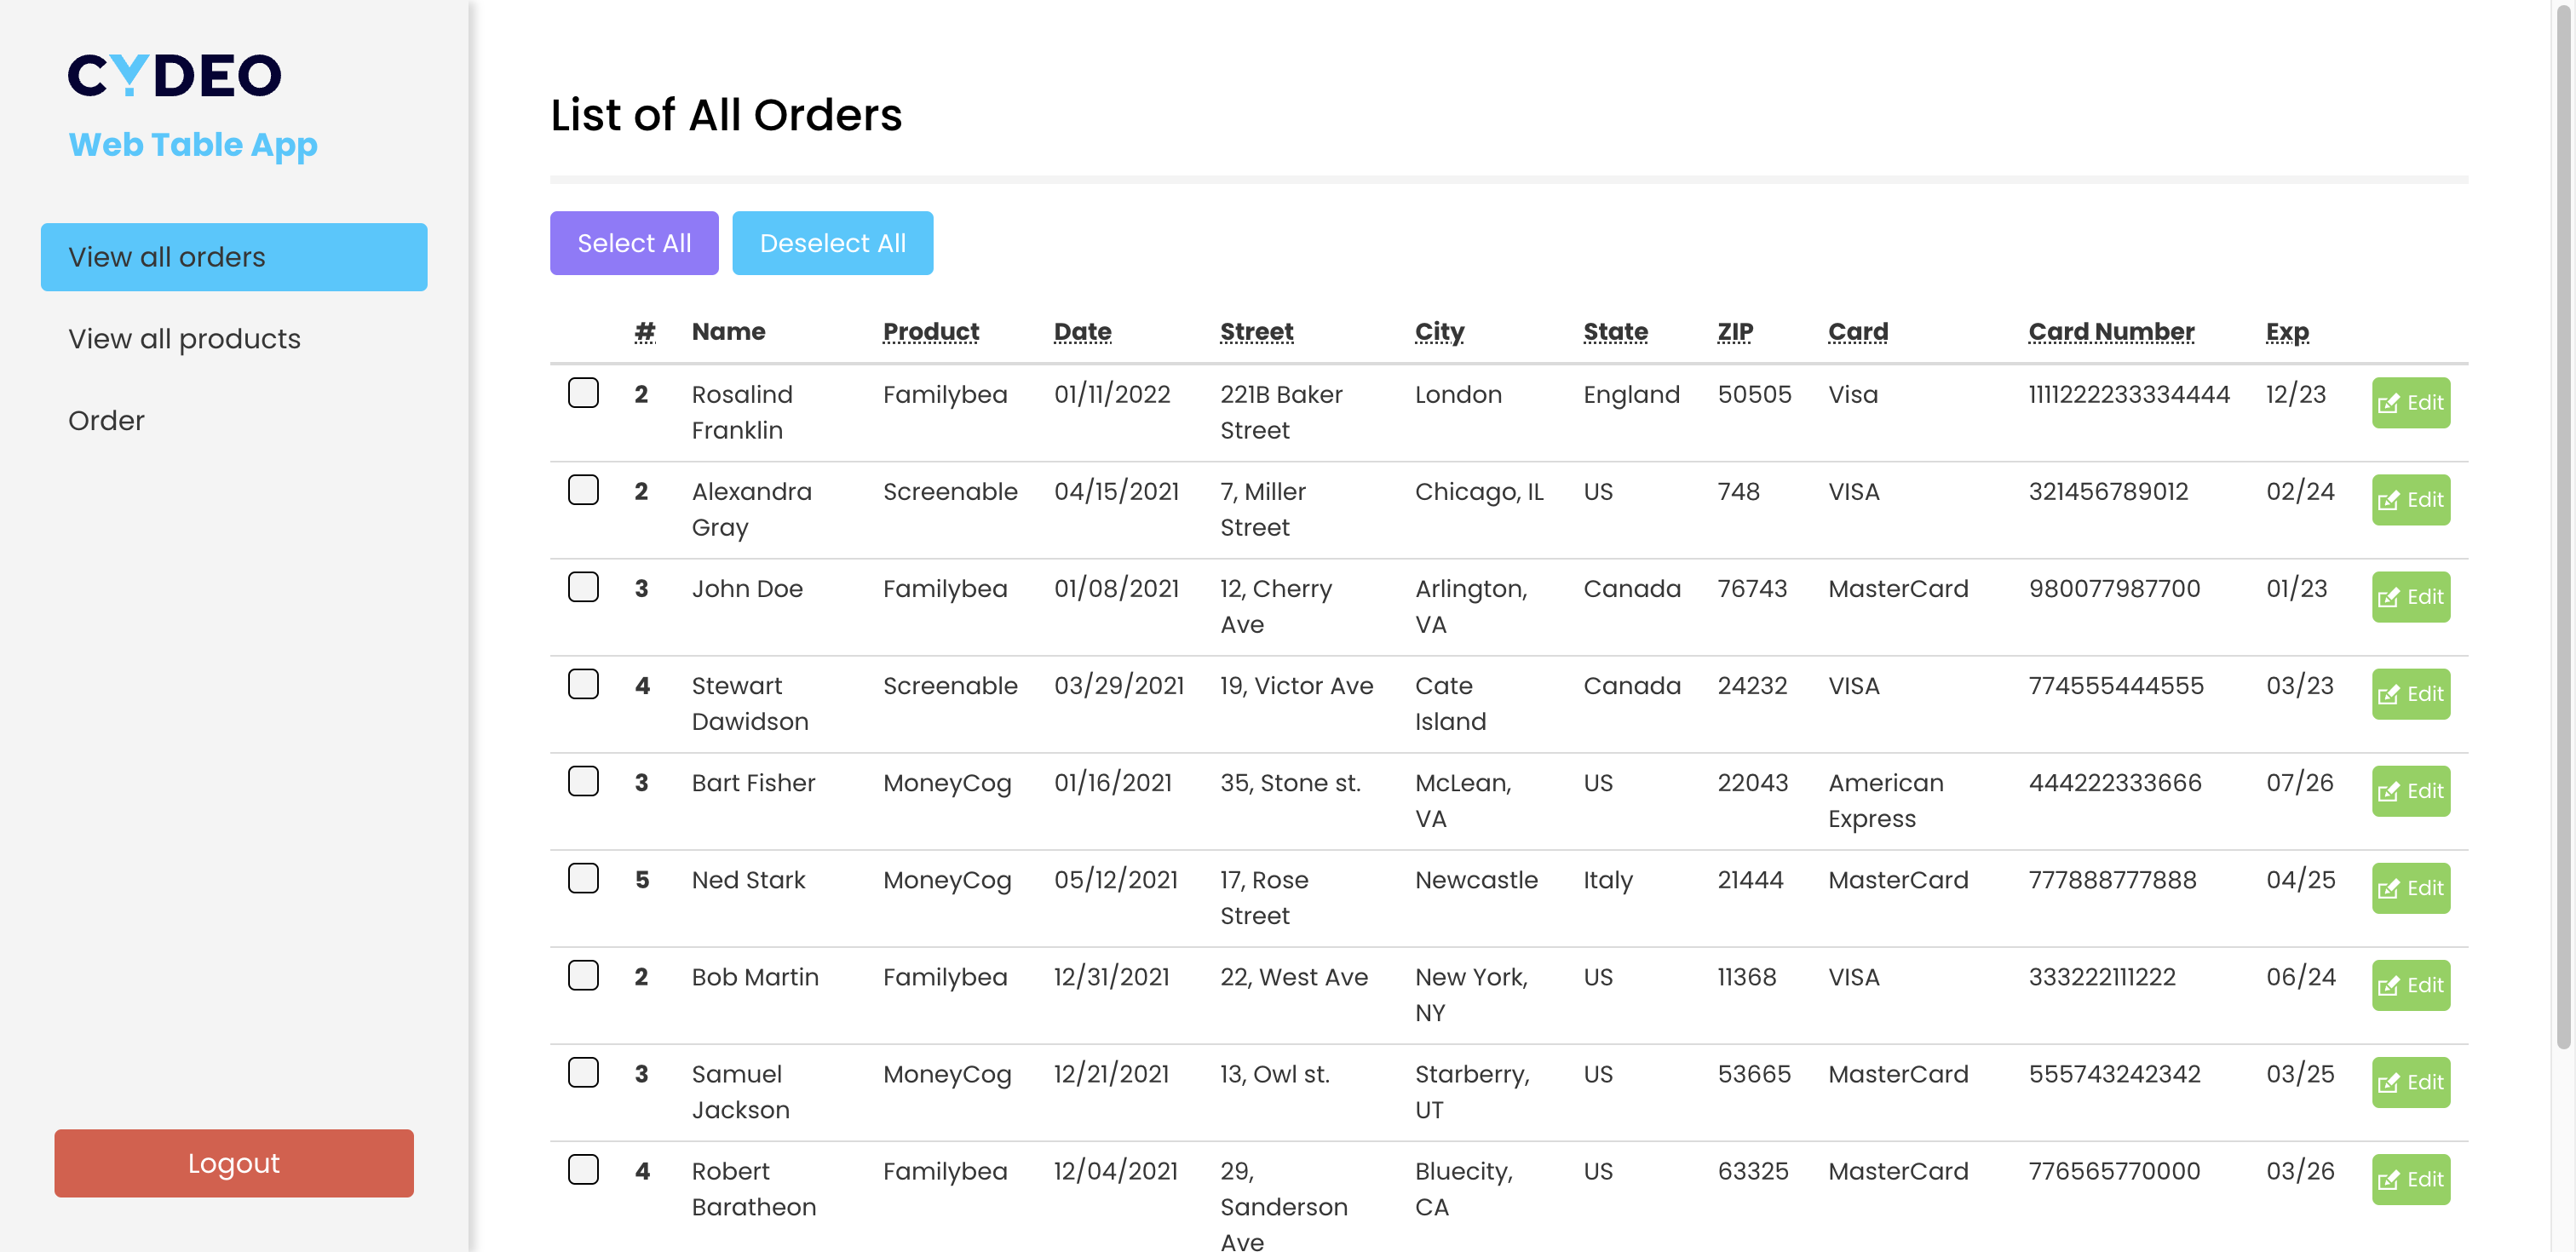 CYDEO
Web Table App
View all orders
View all products
Order
Logout
List of All Orders
Select All Deselect All
# Name Product Date Street City State ZIP Card Card Number Exp
2 Rosalind Familybea 01/11/2022 221B Baker London England 50505 Visa 1111222233334444 12/23 Edit
Franklin Street
2 Alexandra Screenable 04/15/2021 7, Miller Chicago, IL US 748 VISA 321456789012 02/24 Edit
Gray Street
3 John Doe Familybea 01/08/2021 12, Cherry Arlington, Canada 76743 MasterCard 980077987700 01/23 Edit
Ave VA
4 Stewart Screenable 03/29/2021 19, Victor Ave Cate Canada 24232 VISA 774555444555 03/23 Edit
Dawidson Island
3 Bart Fisher MoneyCog 01/16/2021 35, Stone st. McLean, US 22043 American 444222333666 07/26 Edit
VA Express
5 Ned Stark MoneyCog 05/12/2021 17, Rose Newcastle Italy 21444 MasterCard 777888777888 04/25 Edit
Street
2 Bob Martin Familybea 12/31/2021 22, West Ave New York, US 11368 VISA 333222111222 06/24 Edit
NY
3 Samuel MoneyCog 12/21/2021 13, Owl st. Starberry, US 53665 MasterCard 555743242342 03/25 Edit
Jackson UT
4 Robert Familybea 12/04/2021 29, Bluecity, US 63325 MasterCard 776565770000 03/26 Edit
Baratheon Sanderson CA
Ave